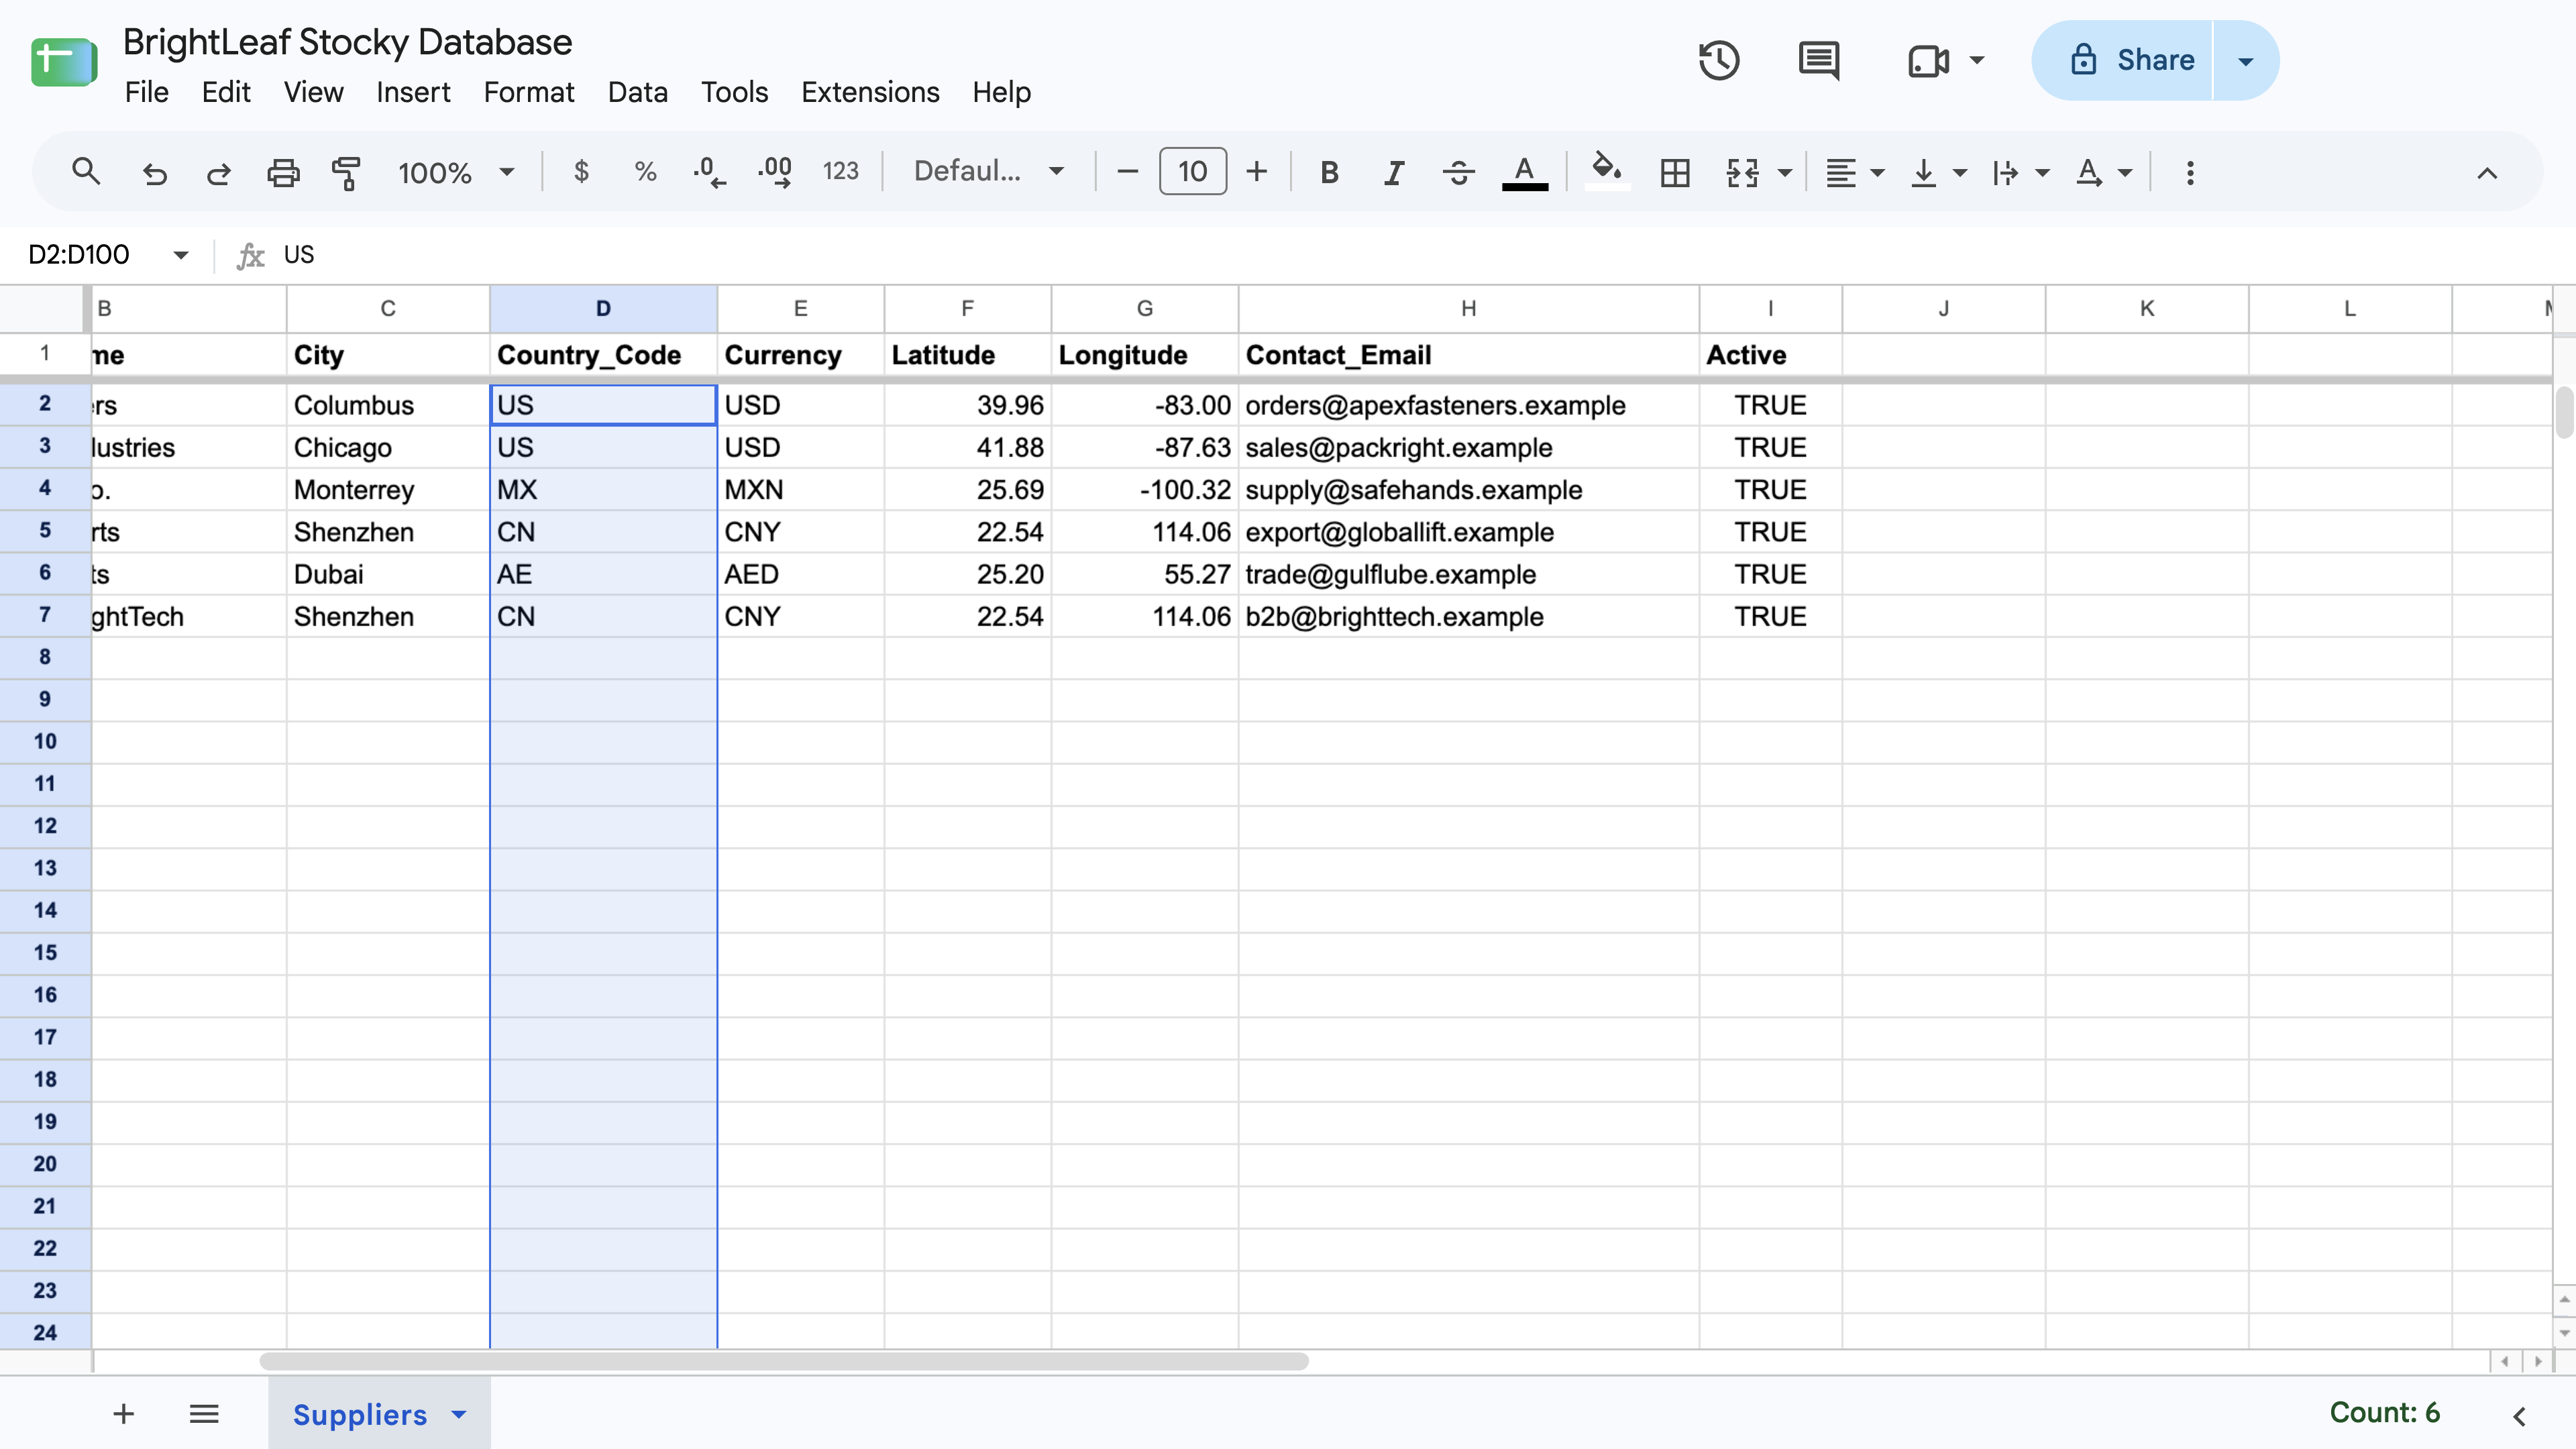 BrightLeaf Stocky Database
File Edit View Insert Format Data Tools Extensions Help
Share
100% $ % .0 .00 123 Defaul... − 10 + B I S A A
D2:D100 fx US
B C D E F G H I J K L
1 me City Country_Code Currency Latitude Longitude Contact_Email Active
2 ers Columbus US USD 39.96 -83.00 orders@apexfasteners.example TRUE
3 lustries Chicago US USD 41.88 -87.63 sales@packright.example TRUE
4 o. Monterrey MX MXN 25.69 -100.32 supply@safehands.example TRUE
5 rts Shenzhen CN CNY 22.54 114.06 export@globallift.example TRUE
6 ts Dubai AE AED 25.20 55.27 trade@gulflube.example TRUE
7 ghtTech Shenzhen CN CNY 22.54 114.06 b2b@brighttech.example TRUE
8
9
10
11
12
13
14
15
16
17
18
19
20
21
22
23
24
Suppliers Count: 6